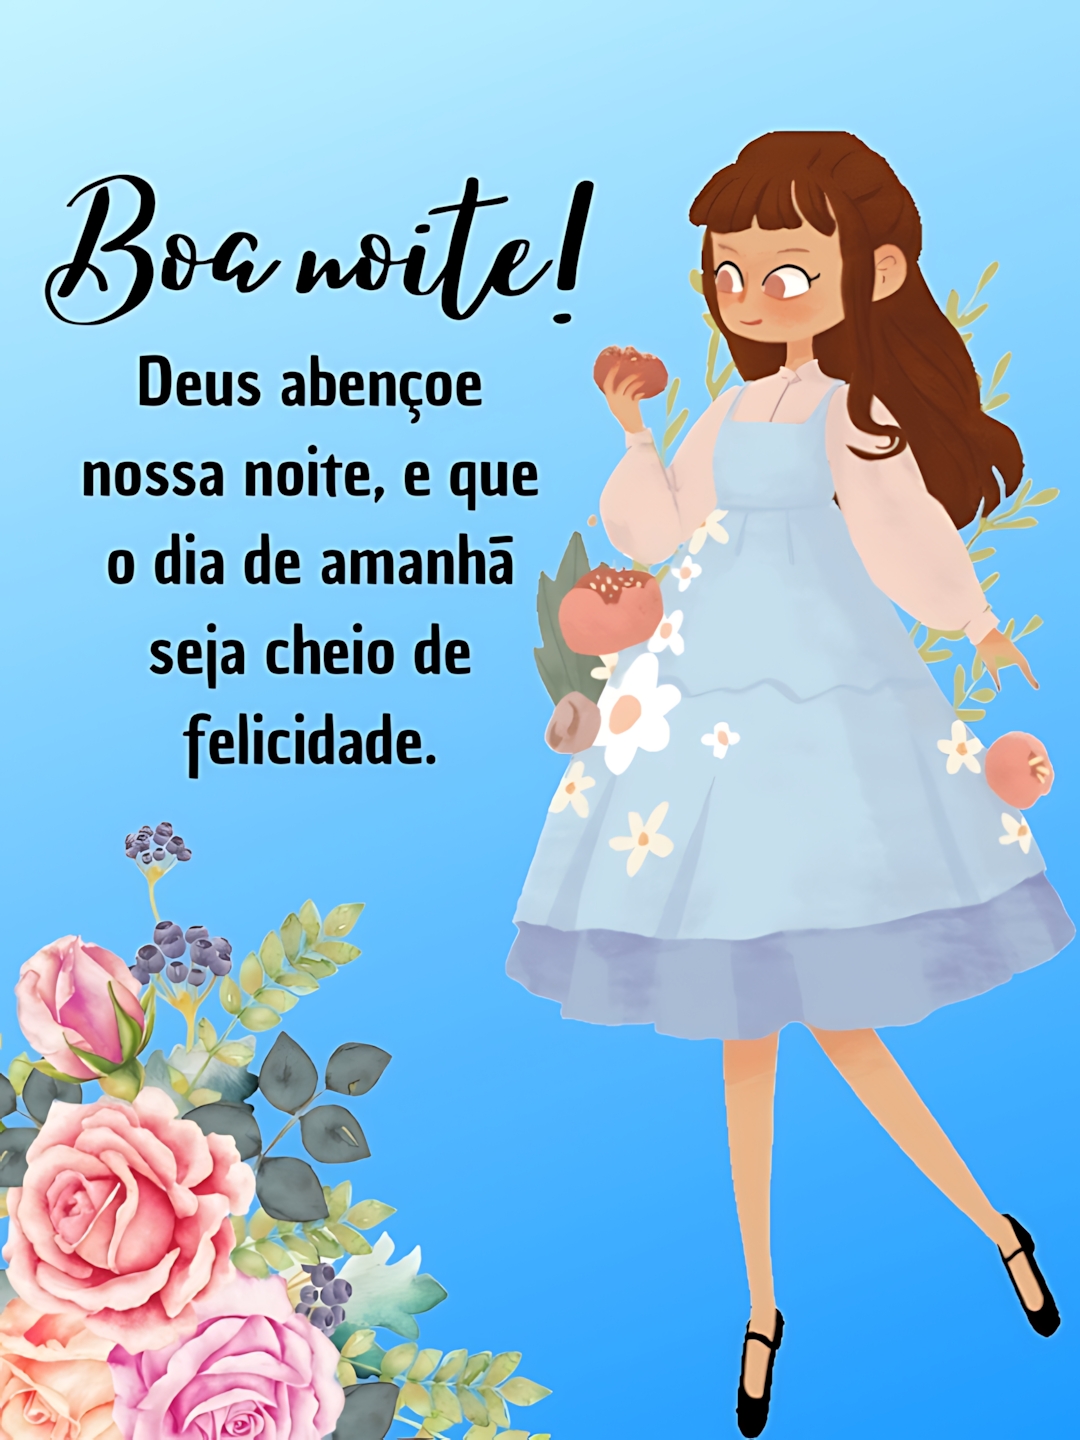 Boa noite!
Deus abençoe
nossa noite, e que
o dia de amanhã
seja cheio de
felicidade.